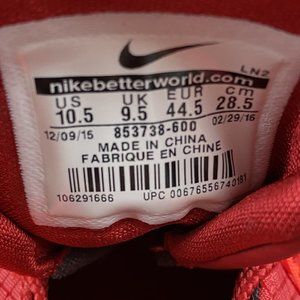 LN2
nikebetterworld.com
US UK EUR cm
10.5 9.5 44.5 28.5
12/09/15 853738-600 02/29/16
MADE IN CHINA
FABRIQUE EN CHINE
106291666 UPC 00676556740181